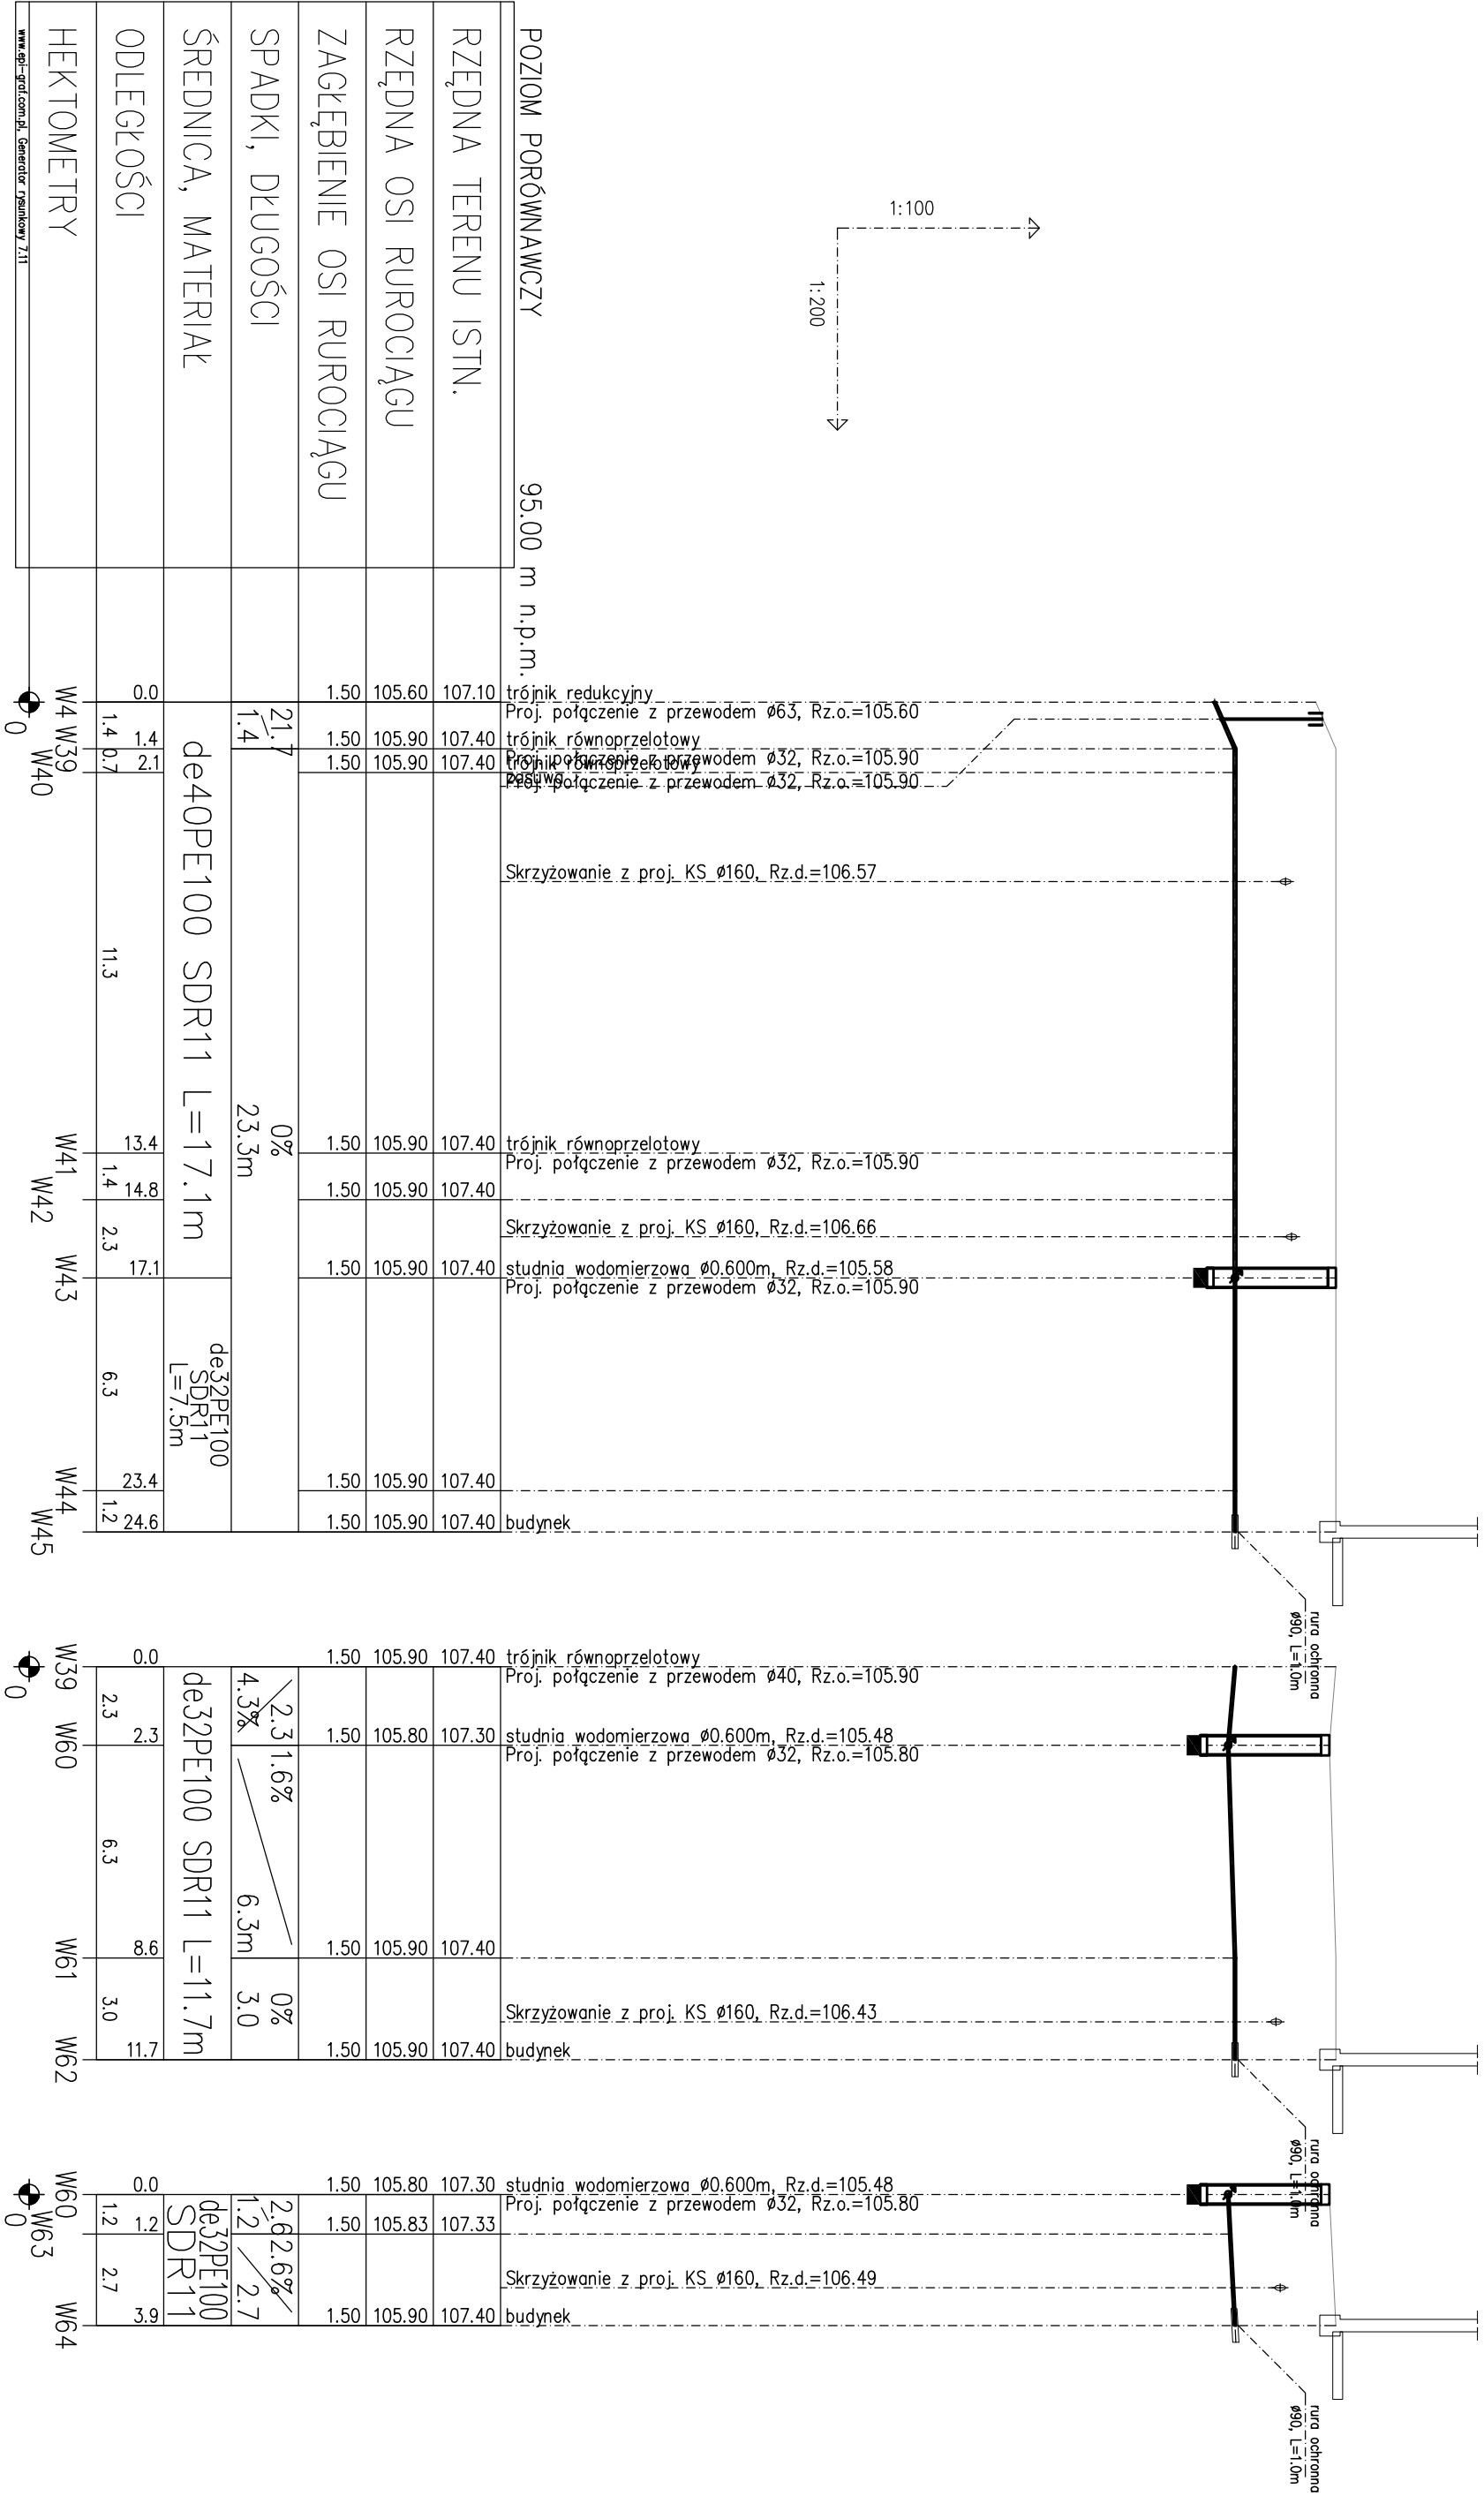 1:100
1:200
POZIOM PORÓWNAWCZY 95.00 m n.p.m.
RZĘDNA TERENU ISTN.
RZĘDNA OSI RUROCIĄGU
ZAGŁĘBIENIE OSI RUROCIĄGU
SPADKI, DŁUGOŚCI
ŚREDNICA, MATERIAŁ
ODLEGŁOŚCI
HEKTOMETRY
www.epi-graf.com.pl, Generator rysunkowy 7.11
0.0 1.50 105.60 107.10 trójnik redukcyjny
Proj. połączenie z przewodem ø63, Rz.o.=105.60
1.4 1.50 105.90 107.40 trójnik równoprzelotowy
Proj. połączenie z przewodem ø32, Rz.o.=105.90
2.1 1.50 105.90 107.40 trójnik równoprzelotowy
zasuwa
Proj. połączenie z przewodem ø32, Rz.o.=105.90
Skrzyżowanie z proj. KS ø160, Rz.d.=106.57
13.4 1.50 105.90 107.40 trójnik równoprzelotowy
Proj. połączenie z przewodem ø32, Rz.o.=105.90
14.8 1.50 105.90 107.40
Skrzyżowanie z proj. KS ø160, Rz.d.=106.66
17.1 1.50 105.90 107.40 studnia wodomierzowa ø0.600m, Rz.d.=105.58
Proj. połączenie z przewodem ø32, Rz.o.=105.90
23.4 1.50 105.90 107.40
24.6 1.50 105.90 107.40 budynek
21.7
1.4
0%
23.3m
de40PE100 SDR11 L=17.1m
de32PE100
SDR11
L=7.5m
1.4 0.7 11.3 1.4 2.3 6.3 1.2
W4 W39 W40 W41 W42 W43 W44 W45
0
rura ochronna
ø90, L=1.0m
0.0 1.50 105.90 107.40 trójnik równoprzelotowy
Proj. połączenie z przewodem ø40, Rz.o.=105.90
2.3 1.50 105.80 107.30 studnia wodomierzowa ø0.600m, Rz.d.=105.48
Proj. połączenie z przewodem ø32, Rz.o.=105.80
8.6 1.50 105.90 107.40
Skrzyżowanie z proj. KS ø160, Rz.d.=106.43
11.7 1.50 105.90 107.40 budynek
2.3 1.6% 0%
4.3% 6.3m 3.0
de32PE100 SDR11 L=11.7m
2.3 6.3 3.0
W39 W60 W61 W62
0
rura ochronna
ø90, L=1.0m
0.0 1.50 105.80 107.30 studnia wodomierzowa ø0.600m, Rz.d.=105.48
Proj. połączenie z przewodem ø32, Rz.o.=105.80
1.2 1.50 105.83 107.33
Skrzyżowanie z proj. KS ø160, Rz.d.=106.49
3.9 1.50 105.90 107.40 budynek
2.6 2.6%
1.2 2.7
de32PE100
SDR11
1.2 2.7
W60 W63 W64
0
rura ochronna
ø90, L=1.0m